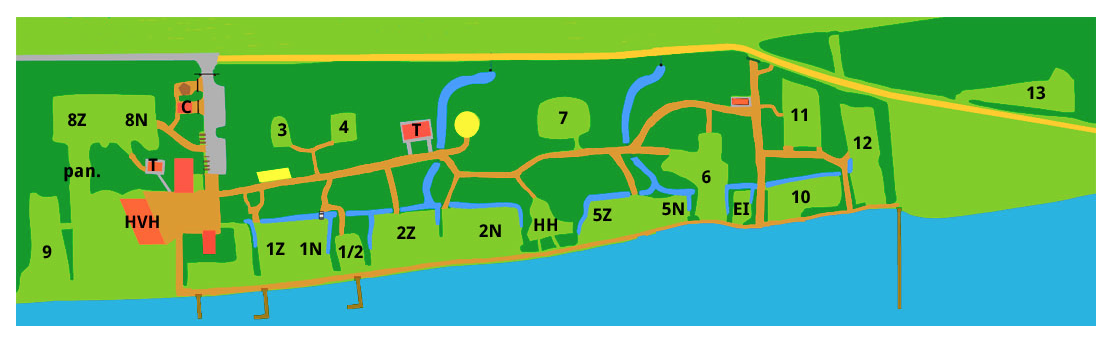 13
C
8Z
8N
3
4
T
7
11
12
T
pan.
6
HVH
9
1Z
1N
1/2
2Z
2N
HH
5Z
5N
EI
10